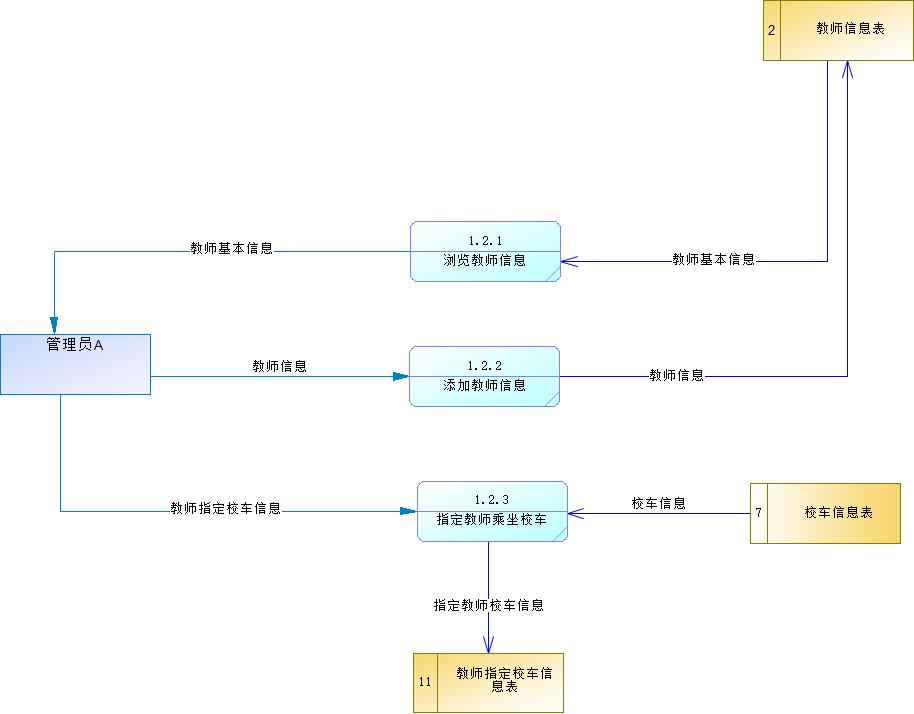 2
教师信息表
1.2.1
浏览教师信息
教师基本信息
教师基本信息
管理员A
教师信息
1.2.2
添加教师信息
教师信息
教师指定校车信息
1.2.3
指定教师乘坐校车
校车信息
7
校车信息表
指定教师校车信息
11
教师指定校车信
息表